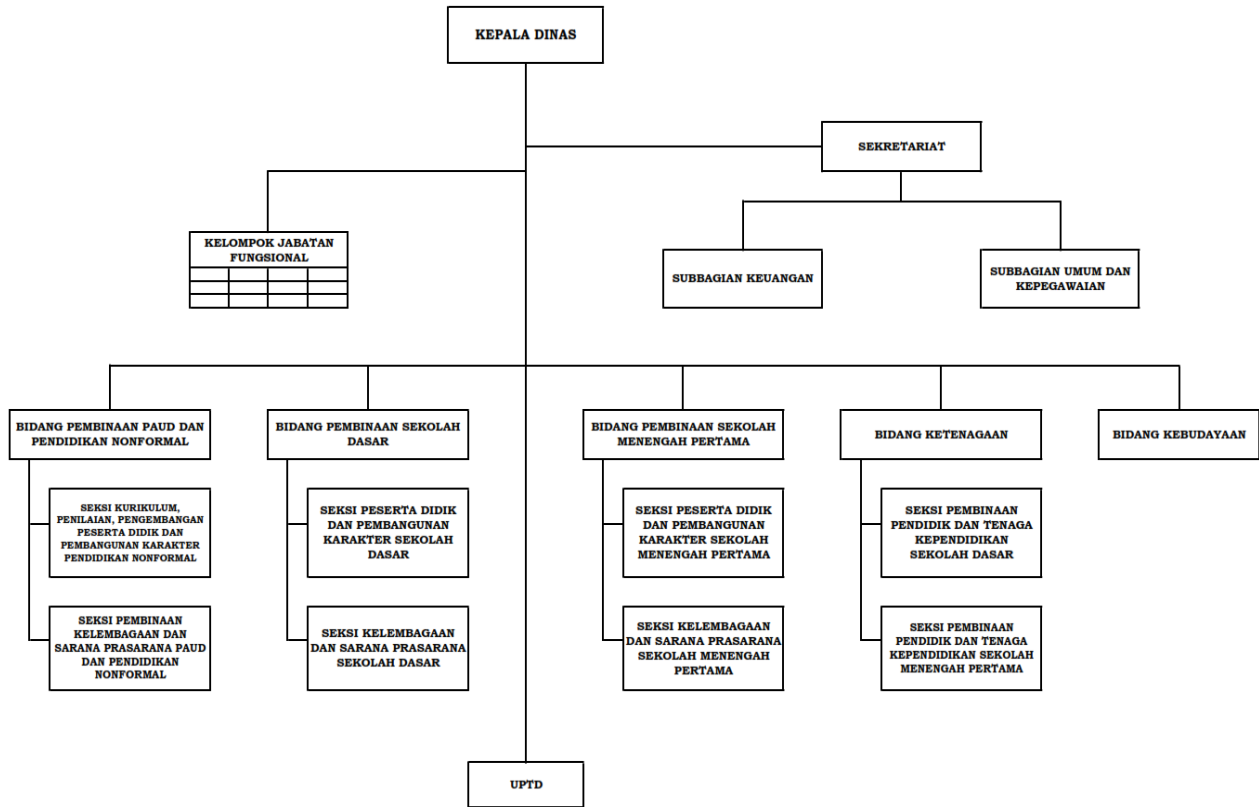 KEPALA DINAS
SEKRETARIAT
KELOMPOK JABATAN
FUNGSIONAL
SUBBAGIAN KEUANGAN
SUBBAGIAN UMUM DAN
KEPEGAWAIAN
BIDANG PEMBINAAN PAUD DAN
PENDIDIKAN NONFORMAL
BIDANG PEMBINAAN SEKOLAH
DASAR
BIDANG PEMBINAAN SEKOLAH
MENENGAH PERTAMA
BIDANG KETENAGAAN
BIDANG KEBUDAYAAN
SEKSI KURIKULUM,
PENILAIAN, PENGEMBANGAN
PESERTA DIDIK DAN
PEMBANGUNAN KARAKTER
PENDIDIKAN NONFORMAL
SEKSI PESERTA DIDIK
DAN PEMBANGUNAN
KARAKTER SEKOLAH
DASAR
SEKSI PESERTA DIDIK
DAN PEMBANGUNAN
KARAKTER SEKOLAH
MENENGAH PERTAMA
SEKSI PEMBINAAN
PENDIDIK DAN TENAGA
KEPENDIDIKAN
SEKOLAH DASAR
SEKSI PEMBINAAN
KELEMBAGAAN DAN
SARANA PRASARANA PAUD
DAN PENDIDIKAN
NONFORMAL
SEKSI KELEMBAGAAN
DAN SARANA PRASARANA
SEKOLAH DASAR
SEKSI KELEMBAGAAN
DAN SARANA PRASARANA
SEKOLAH MENENGAH
PERTAMA
SEKSI PEMBINAAN
PENDIDIK DAN TENAGA
KEPENDIDIKAN SEKOLAH
MENENGAH PERTAMA
UPTD